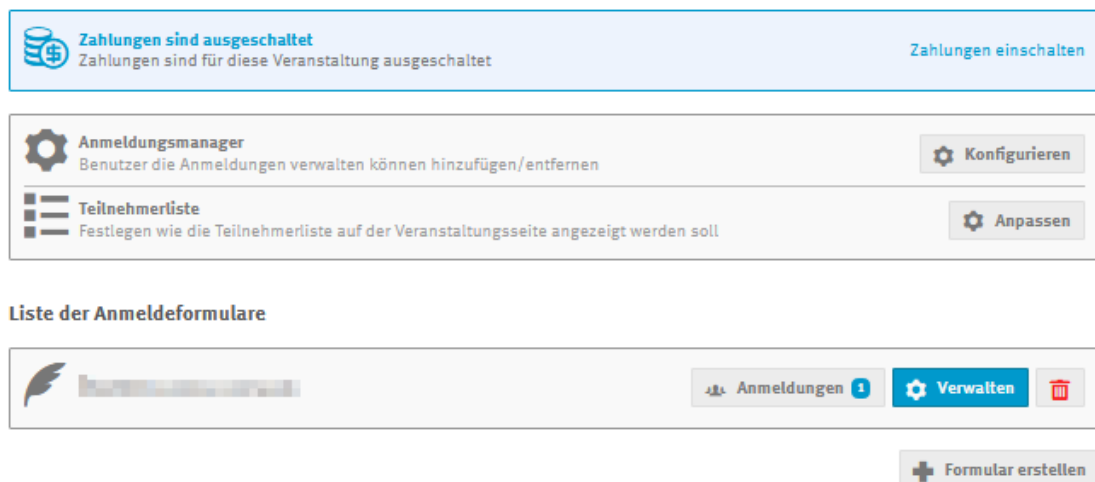 Zahlungen sind ausgeschaltet
Zahlungen sind für diese Veranstaltung ausgeschaltet
Zahlungen einschalten
Anmeldungsmanager
Benutzer die Anmeldungen verwalten können hinzufügen/entfernen
Konfigurieren
Teilnehmerliste
Festlegen wie die Teilnehmerliste auf der Veranstaltungsseite angezeigt werden soll
Anpassen
Liste der Anmeldeformulare
Anmeldungen 1
Verwalten
Formular erstellen